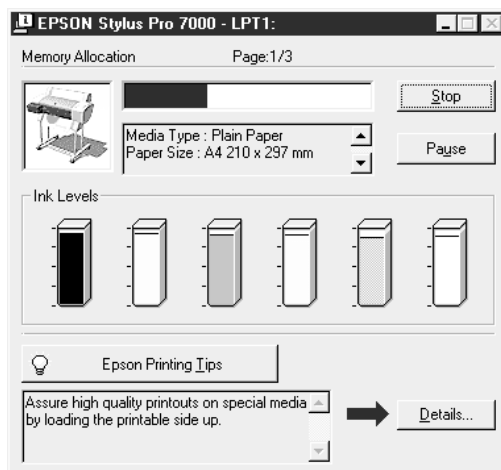 EPSON Stylus Pro 7000 - LPT1:
Memory Allocation Page:1/3
Stop
Media Type : Plain Paper
Paper Size : A4 210 x 297 mm
Pause
Ink Levels
Epson Printing Tips
Assure high quality printouts on special media
by loading the printable side up.
Details...